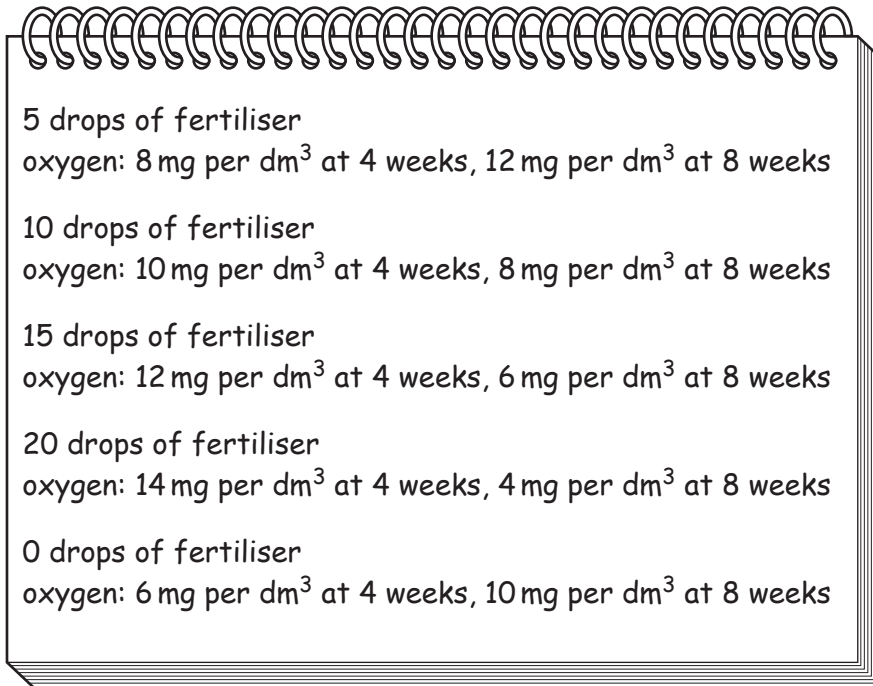 5 drops of fertiliser
oxygen: 8 mg per dm³ at 4 weeks, 12 mg per dm³ at 8 weeks
10 drops of fertiliser
oxygen: 10 mg per dm³ at 4 weeks, 8 mg per dm³ at 8 weeks
15 drops of fertiliser
oxygen: 12 mg per dm³ at 4 weeks, 6 mg per dm³ at 8 weeks
20 drops of fertiliser
oxygen: 14 mg per dm³ at 4 weeks, 4 mg per dm³ at 8 weeks
0 drops of fertiliser
oxygen: 6 mg per dm³ at 4 weeks, 10 mg per dm³ at 8 weeks